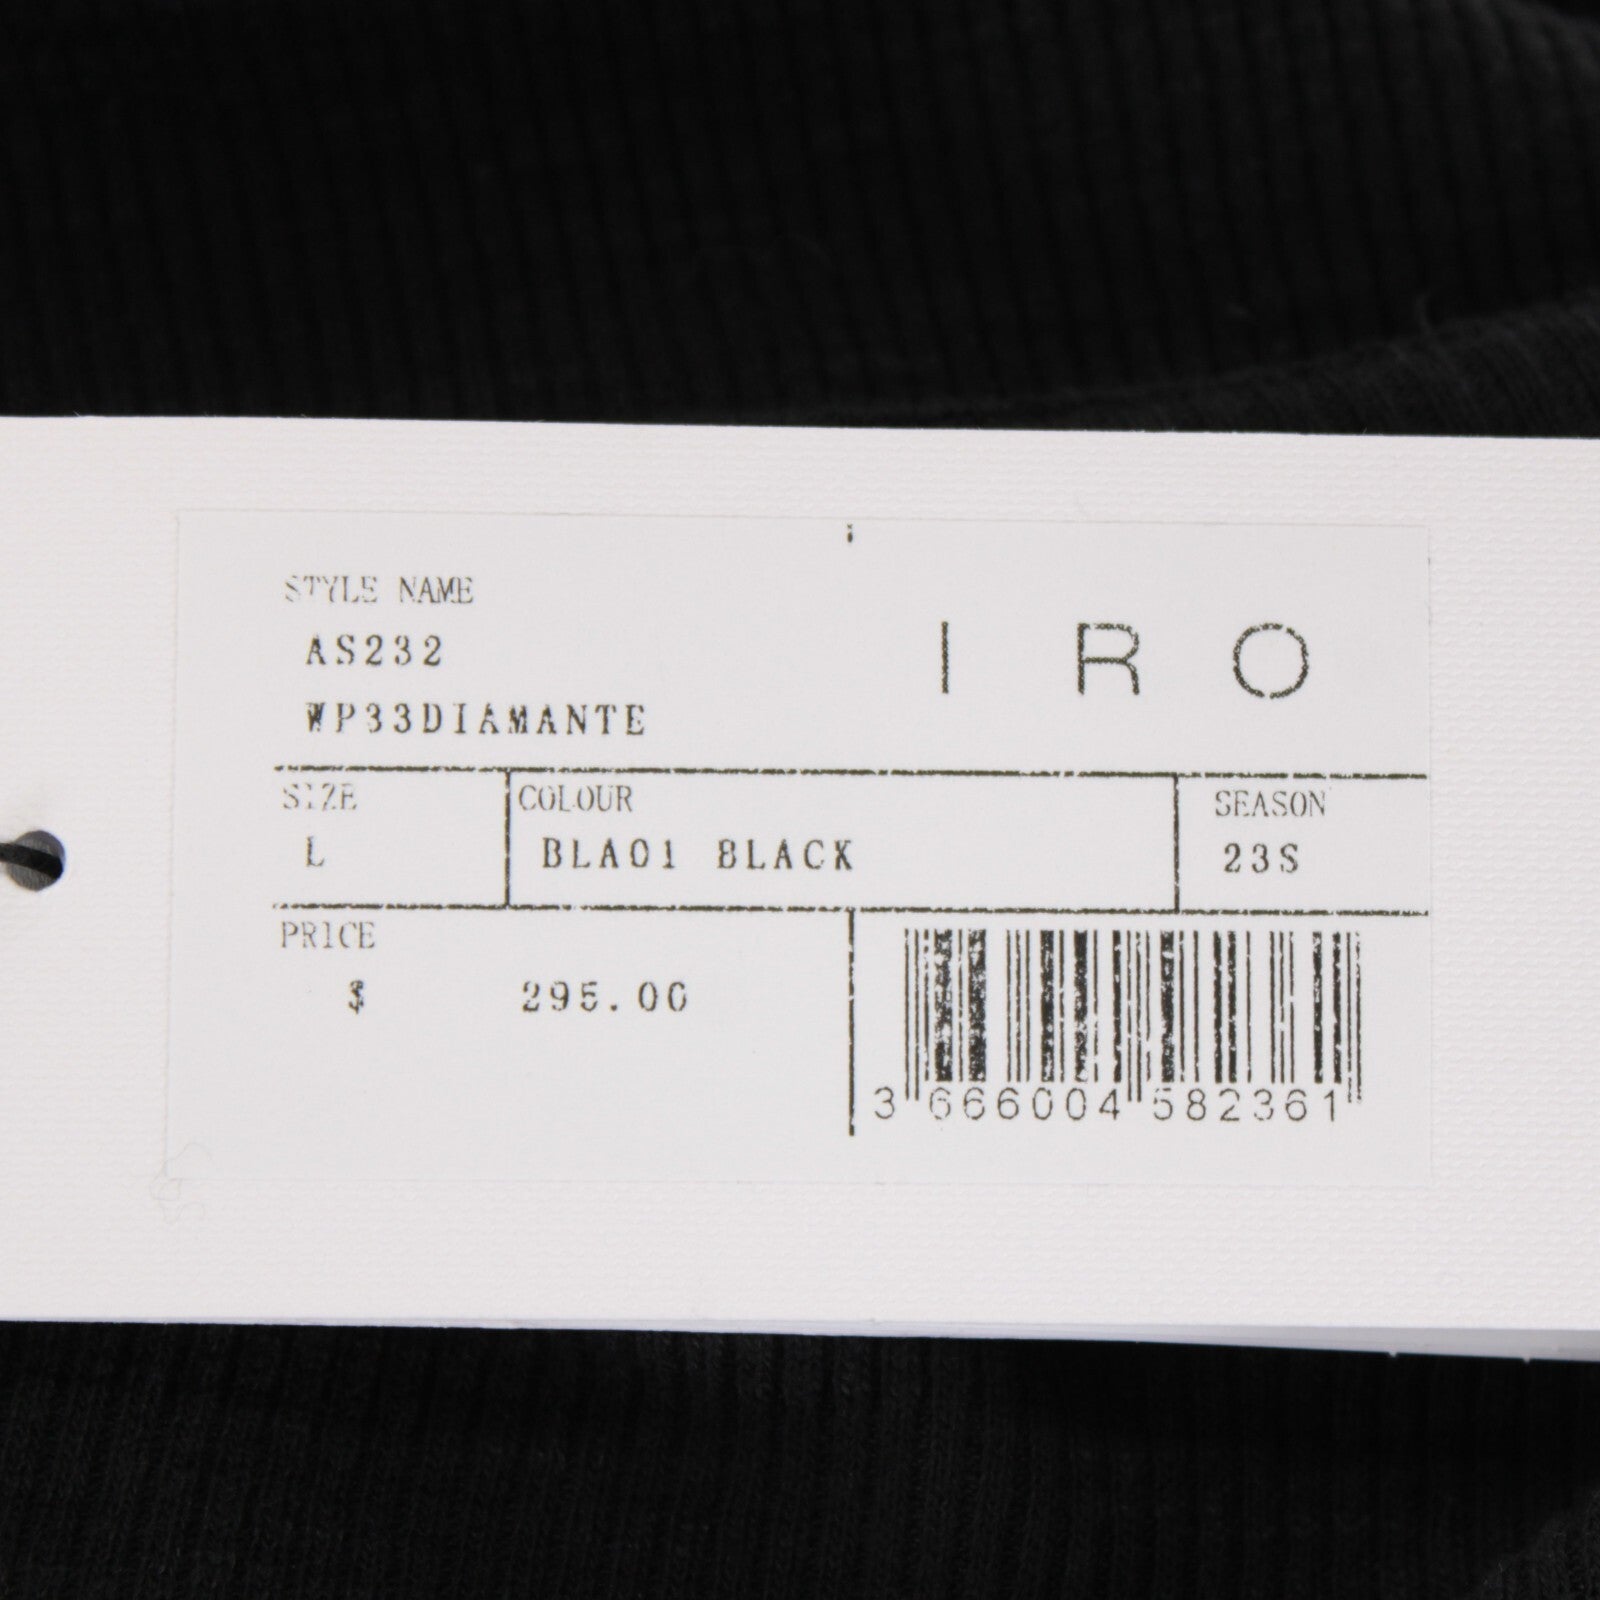 STYLE NAME
AS232
WP33DIAMANTE
IRO
SIZE
L
COLOUR
BLA01 BLACK
SEASON
23S
PRICE
$ 295.00
3 666004 582361